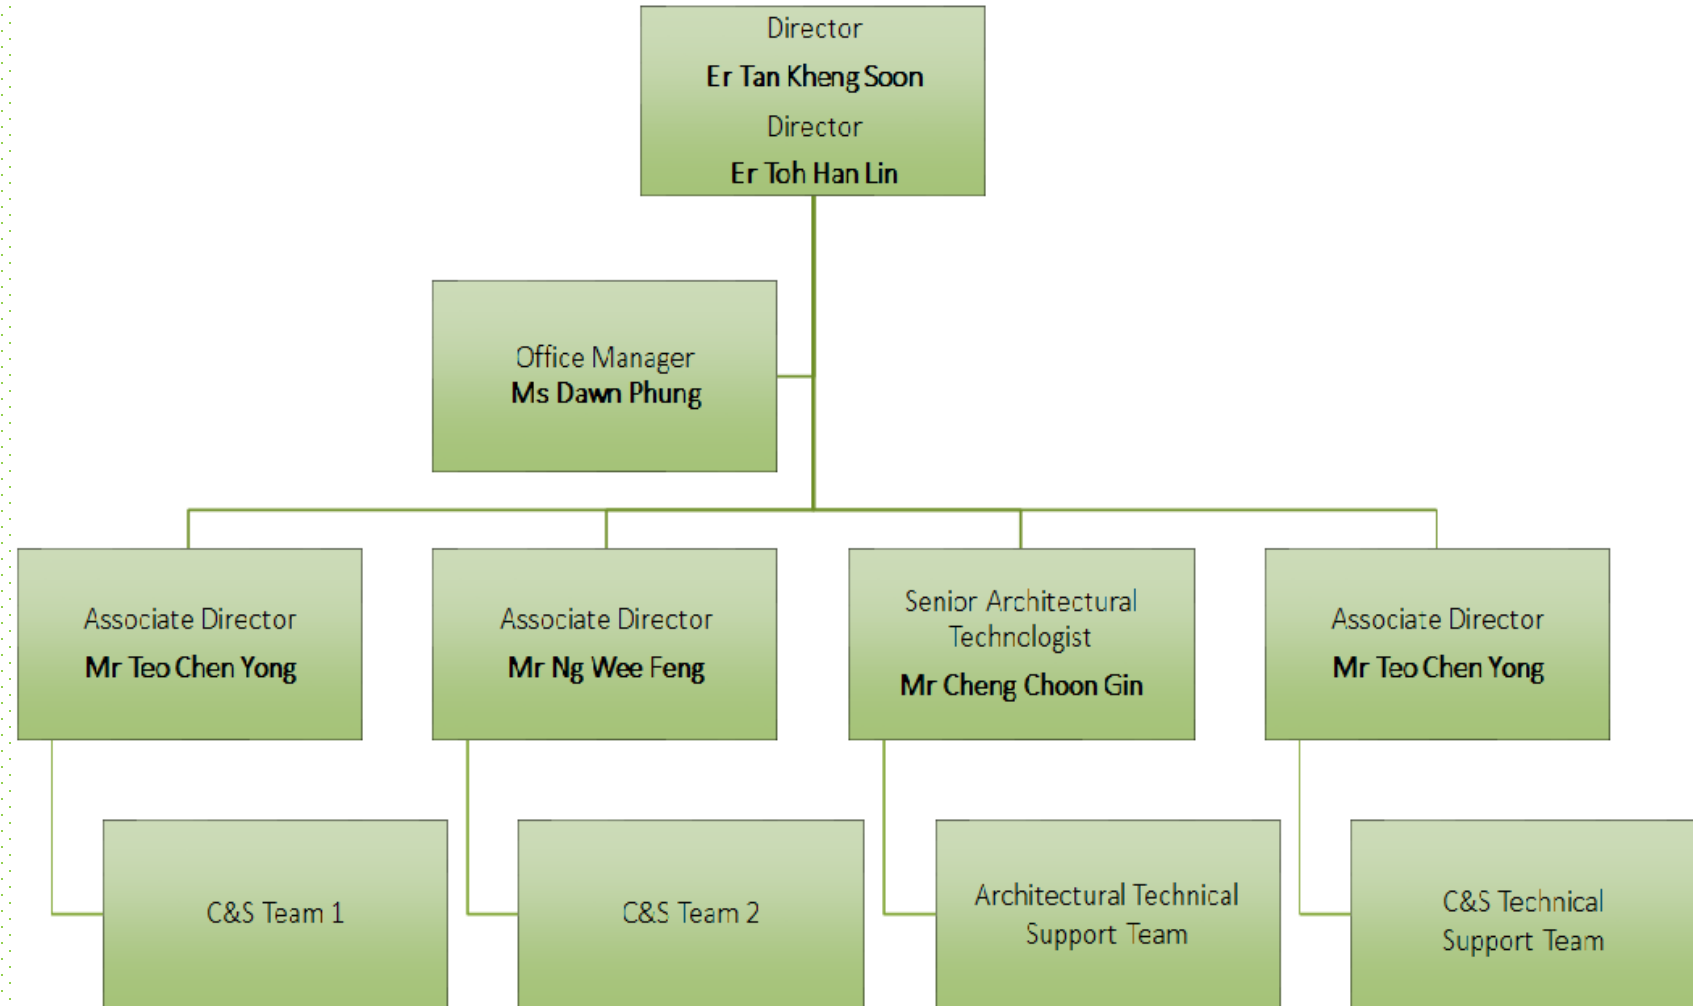 Director
Er Tan Kheng Soon
Director
Er Toh Han Lin
Office Manager
Ms Dawn Phung
Associate Director
Mr Teo Chen Yong
Associate Director
Mr Ng Wee Feng
Senior Architectural
Technologist
Mr Cheng Choon Gin
Associate Director
Mr Teo Chen Yong
C&S Team 1
C&S Team 2
Architectural Technical
Support Team
C&S Technical
Support Team